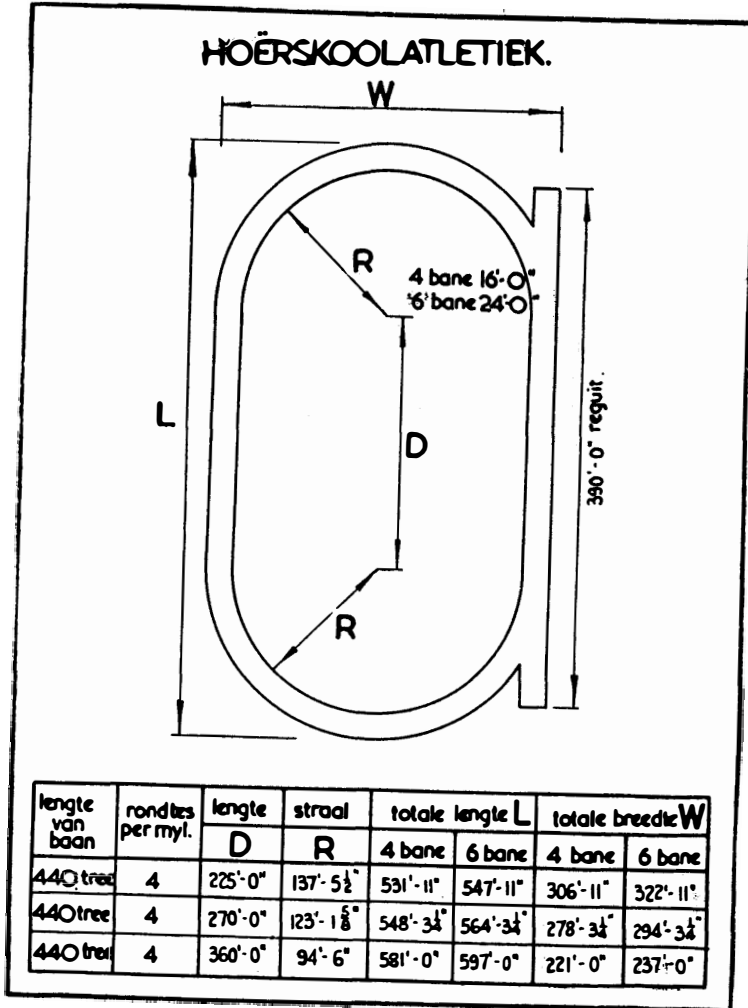 HOËRSKOOLATLETIEK.
W
R
4 bane 16'-0"
'6' bane 24'-0"
L
D
390'-0" reguit.
R
lengte van baan | rondtes per myl. | lengte D | straal R | totale lengte L | totale breedte W
4 bane | 6 bane | 4 bane | 6 bane
440 tree | 4 | 225'-0" | 137'-5½" | 531'-11" | 547'-11" | 306'-11" | 322'-11"
440 tree | 4 | 270'-0" | 123'-1⅝" | 548'-3¼" | 564'-3¼" | 278'-3¼" | 294'-3¼"
440 tree | 4 | 360'-0" | 94'-6" | 581'-0" | 597'-0" | 221'-0" | 237'-0"